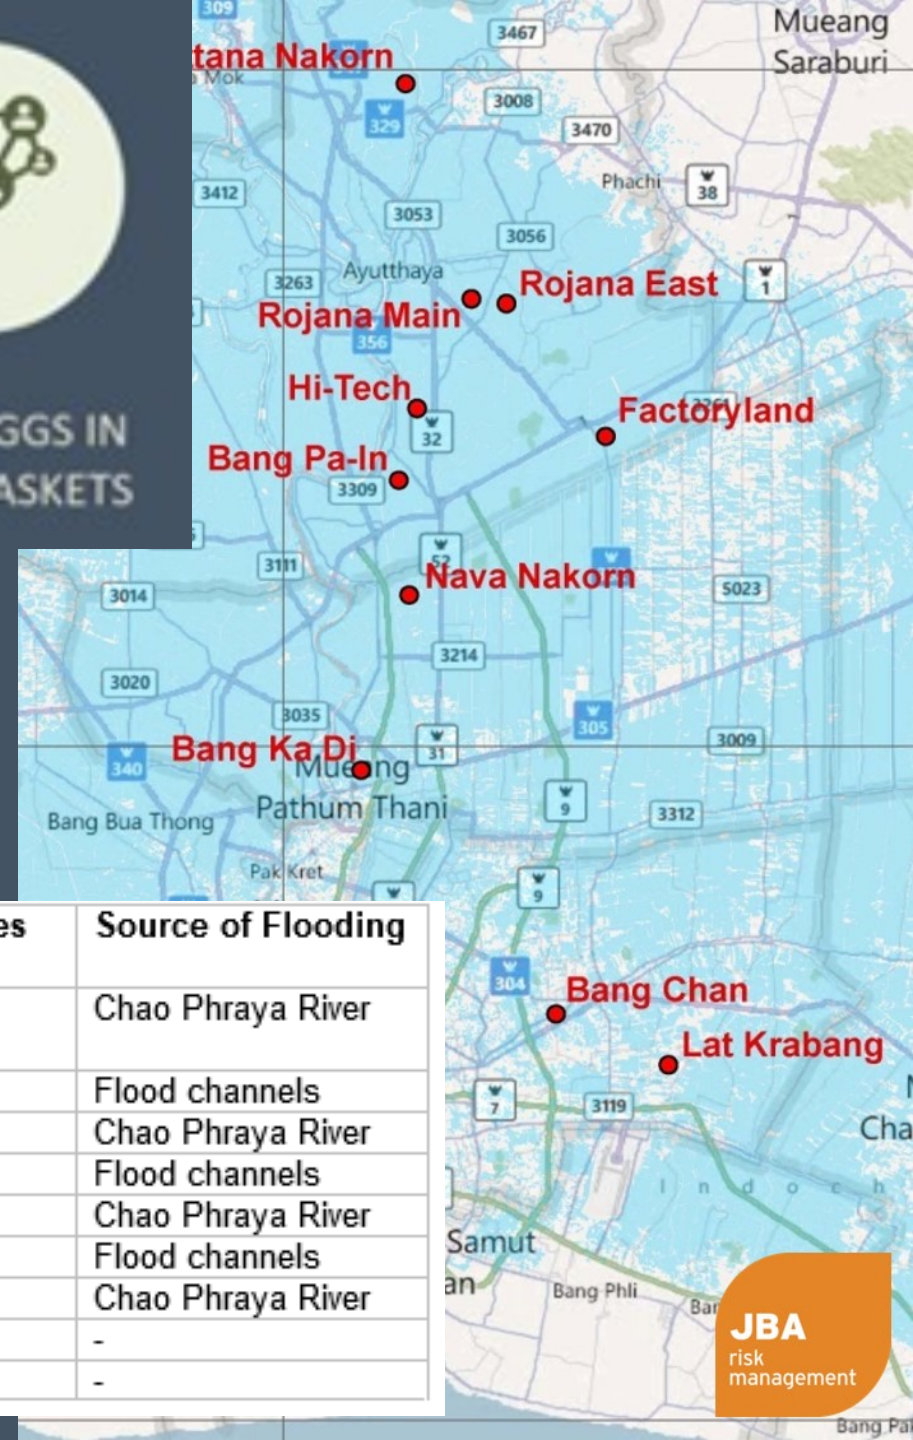 309
3467
Mueang
Saraburi
tana Nakorn
a Mok
329
3008
3470
Phachi
38
3412
3053
3056
Ayutthaya
3263
1
Rojana East
Rojana Main
356
Hi-Tech
Factoryland
32
Bang Pa-In
3309
GGS IN
ASKETS
52
3111
Nava Nakorn
3014
5023
3214
3020
3035
305
Bang Ka Di
31
3009
340
Mueang
Pathum Thani
9
3312
Bang Bua Thong
Pak Kret
9
es
Source of Flooding
Chao Phraya River
Flood channels
Chao Phraya River
Flood channels
Chao Phraya River
Flood channels
Chao Phraya River
-
-
304
Bang Chan
Lat Krabang
7
3119
Cha
I n d o c h
Samut
an
Bang Phli
Bar
JBA
risk
management
Bang Pa